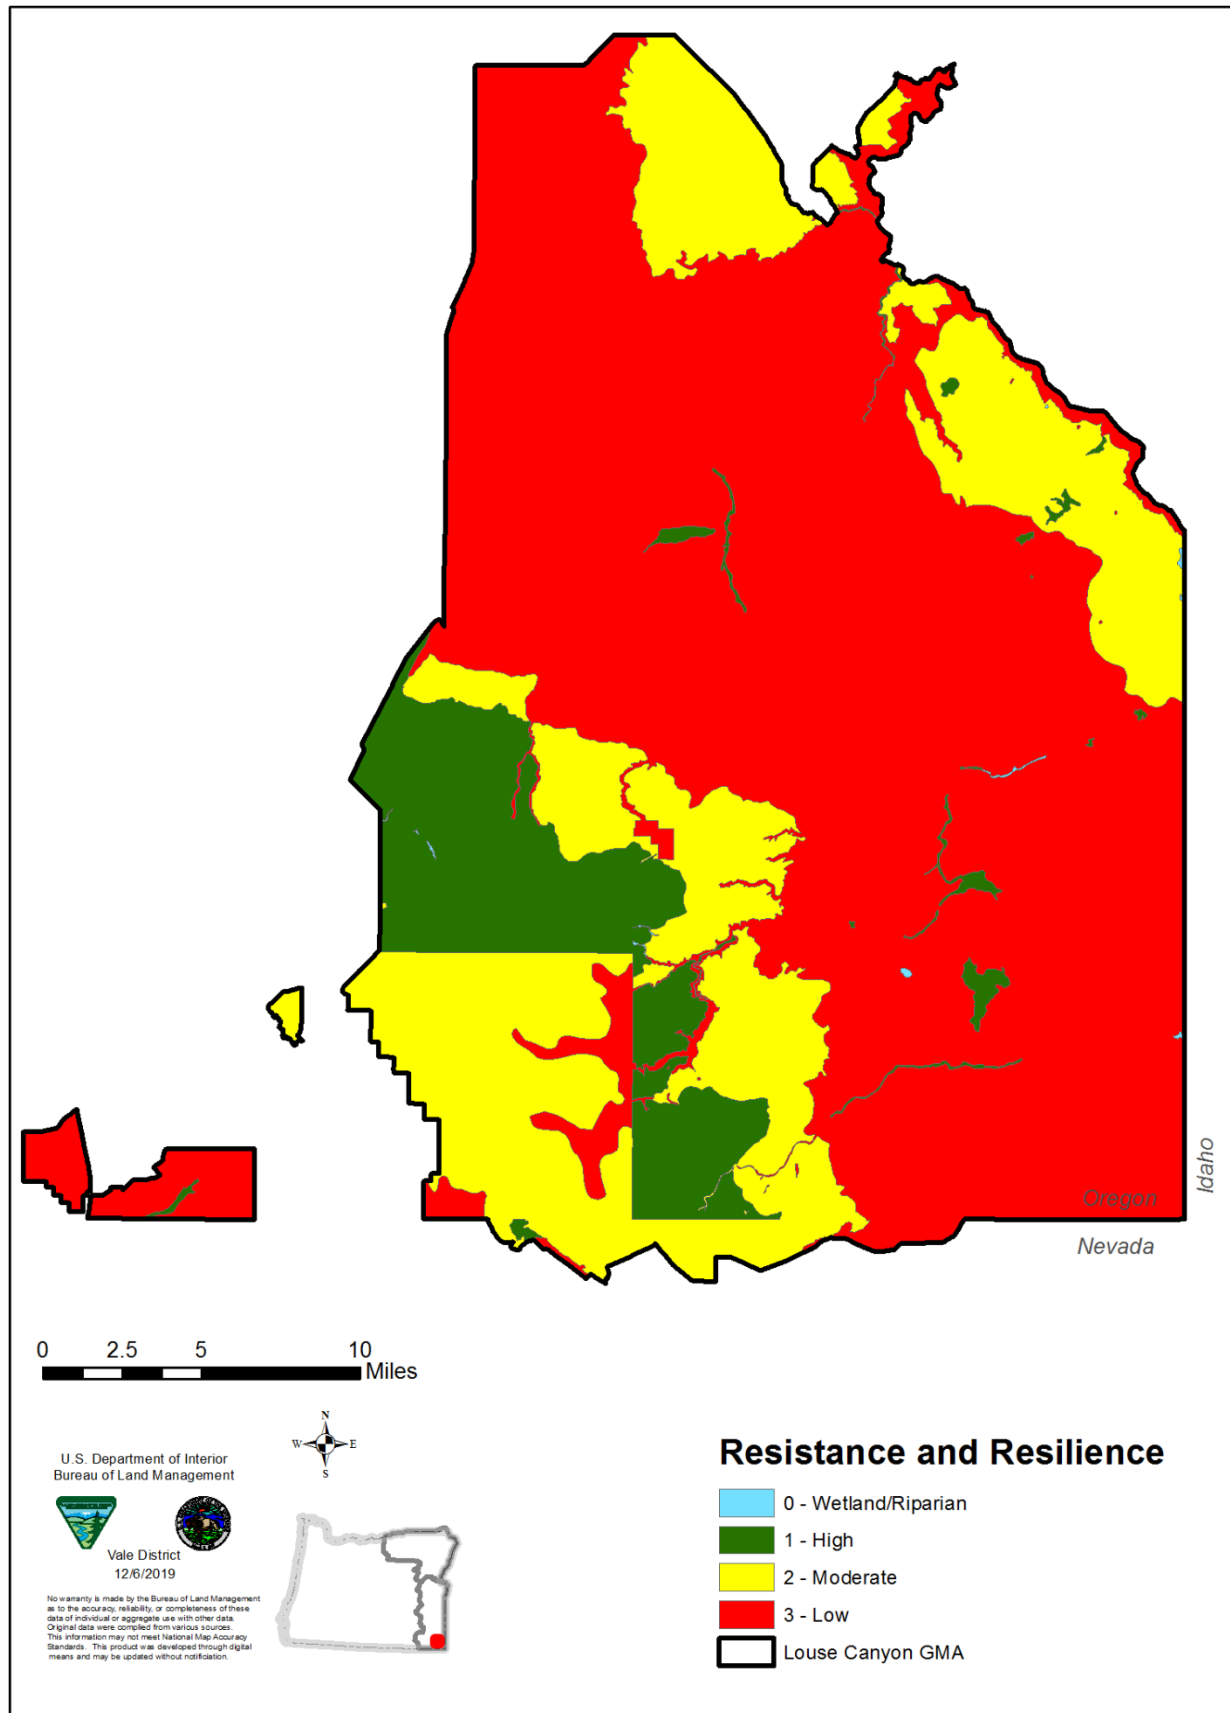 Idaho
Oregon
Nevada
0 2.5 5 10
Miles
N
W E
S
U.S. Department of Interior
Bureau of Land Management
Vale District
12/6/2019
No warranty is made by the Bureau of Land Management
as to the accuracy, reliability, or completeness of these
data of individual or aggregate use with other data.
Original data were compiled from various sources.
This information may not meet National Map Accuracy
Standards. This product was developed through digital
means and may be updated without notification.
Resistance and Resilience
0 - Wetland/Riparian
1 - High
2 - Moderate
3 - Low
Louse Canyon GMA